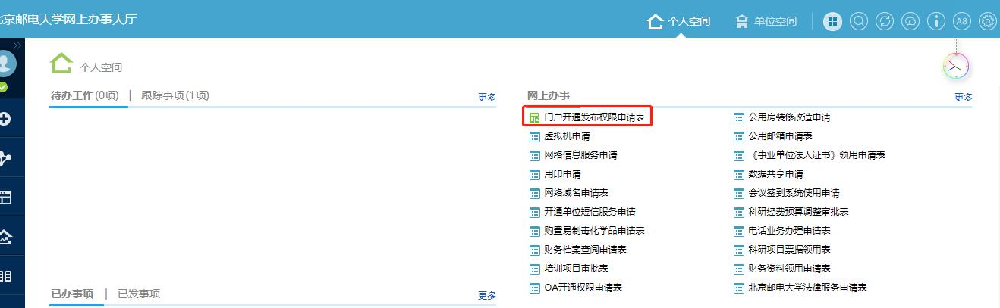 北京邮电大学网上办事大厅
个人空间
单位空间
A8
个人空间
待办工作(0项) | 跟踪事项(1项)
更多
网上办事
更多
门户开通发布权限申请表
公用房装修改造申请
虚拟机申请
公用邮箱申请表
网络信息服务申请
《事业单位法人证书》领用申请表
用印申请
数据共享申请
网络域名申请表
会议签到系统使用申请
开通单位短信服务申请
科研经费预算调整审批表
购置易制毒化学品申请表
电话业务办理申请表
财务档案查阅申请表
科研项目票据领用表
培训项目审批表
财务资料领用申请表
OA开通权限申请表
北京邮电大学法律服务申请表
已办事项 | 已发事项
更多